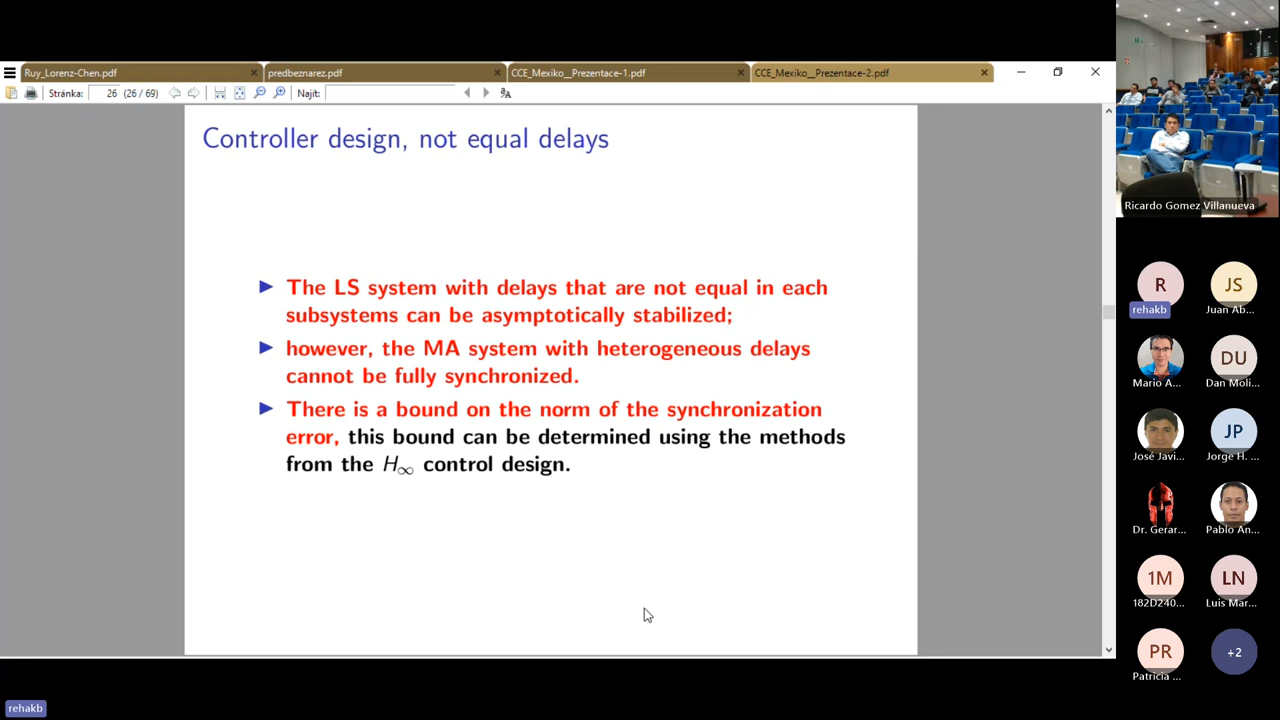 Ruy_Lorenz-Chen.pdf
predbeznarez.pdf
CCE_Mexiko__Prezentace-1.pdf
CCE_Mexiko__Prezentace-2.pdf
Stránka: 26 (26 / 69)
Najít:
Controller design, not equal delays
The LS system with delays that are not equal in each
subsystems can be asymptotically stabilized;
however, the MA system with heterogeneous delays
cannot be fully synchronized.
There is a bound on the norm of the synchronization
error, this bound can be determined using the methods
from the H∞ control design.
Ricardo Gomez Villanueva
R
rehakb
JS
Juan Ab...
Mario A...
DU
Dan Moli...
José Javi...
JP
Jorge H. ...
Dr. Gerar...
Pablo An...
1M
182D240...
LN
Luis Mar...
PR
Patricia ...
+2
rehakb